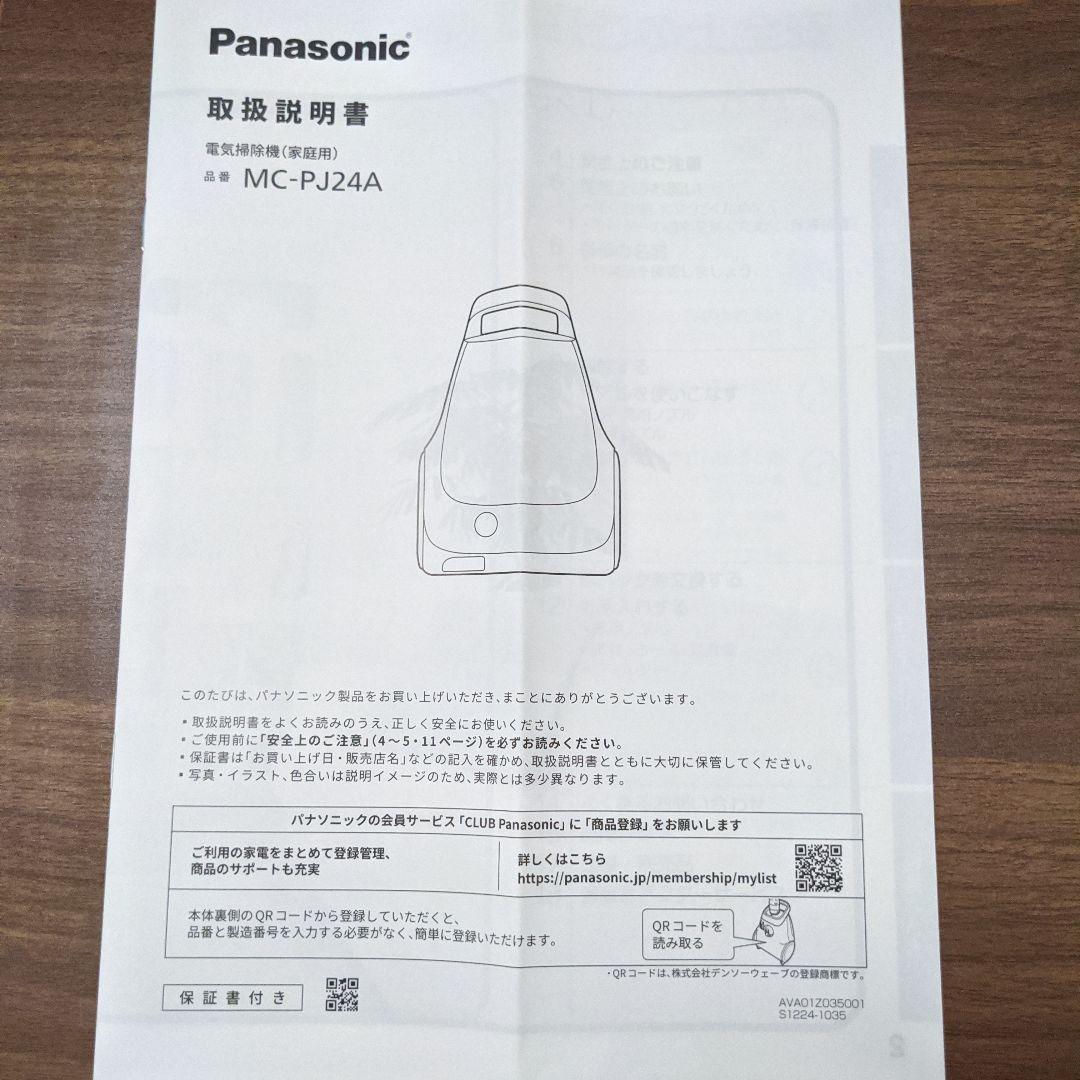 Panasonic
取扱説明書
電気掃除機(家庭用)
品番 MC-PJ24A
このたびは、パナソニック製品をお買い上げいただき、まことにありがとうございます。
▪取扱説明書をよくお読みのうえ、正しく安全にお使いください。
▪ご使用前に「安全上のご注意」(4～5・11ページ)を必ずお読みください。
▪保証書は「お買い上げ日・販売店名」などの記入を確かめ、取扱説明書とともに大切に保管してください。
▪写真・イラスト、色合いは説明イメージのため、実際とは多少異なります。
パナソニックの会員サービス「CLUB Panasonic」に「商品登録」をお願いします
ご利用の家電をまとめて登録管理、
商品のサポートも充実
詳しくはこちら
https://panasonic.jp/membership/mylist
本体裏側のQRコードから登録していただくと、
品番と製造番号を入力する必要がなく、簡単に登録いただけます。
QRコードを
読み取る
・QRコードは、株式会社デンソーウェーブの登録商標です。
保証書付き
AVA01Z035001
S1224-1035